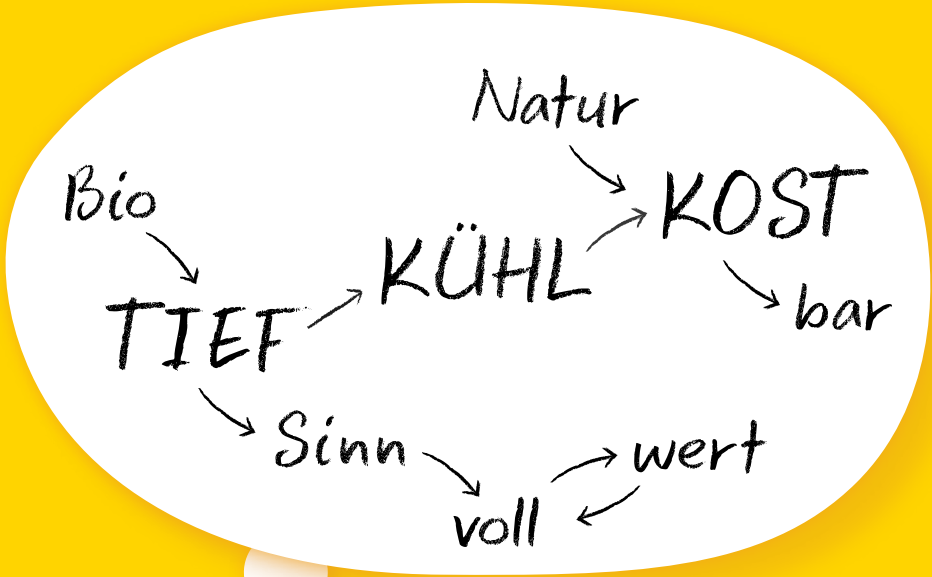 Natur
Bio
KOST
KÜHL
bar
TIEF
Sinn
wert
voll